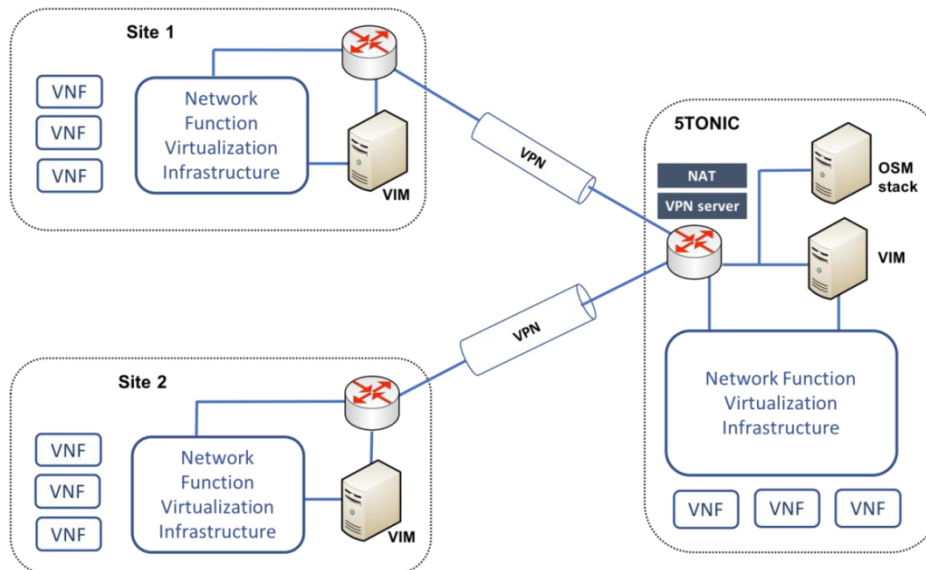 Site 1
VNF
VNF
VNF
Network
Function
Virtualization
Infrastructure
VIM
VPN
5TONIC
NAT
VPN server
OSM
stack
VIM
Network Function
Virtualization
Infrastructure
VNF
VNF
VNF
VPN
Site 2
VNF
VNF
VNF
Network
Function
Virtualization
Infrastructure
VIM